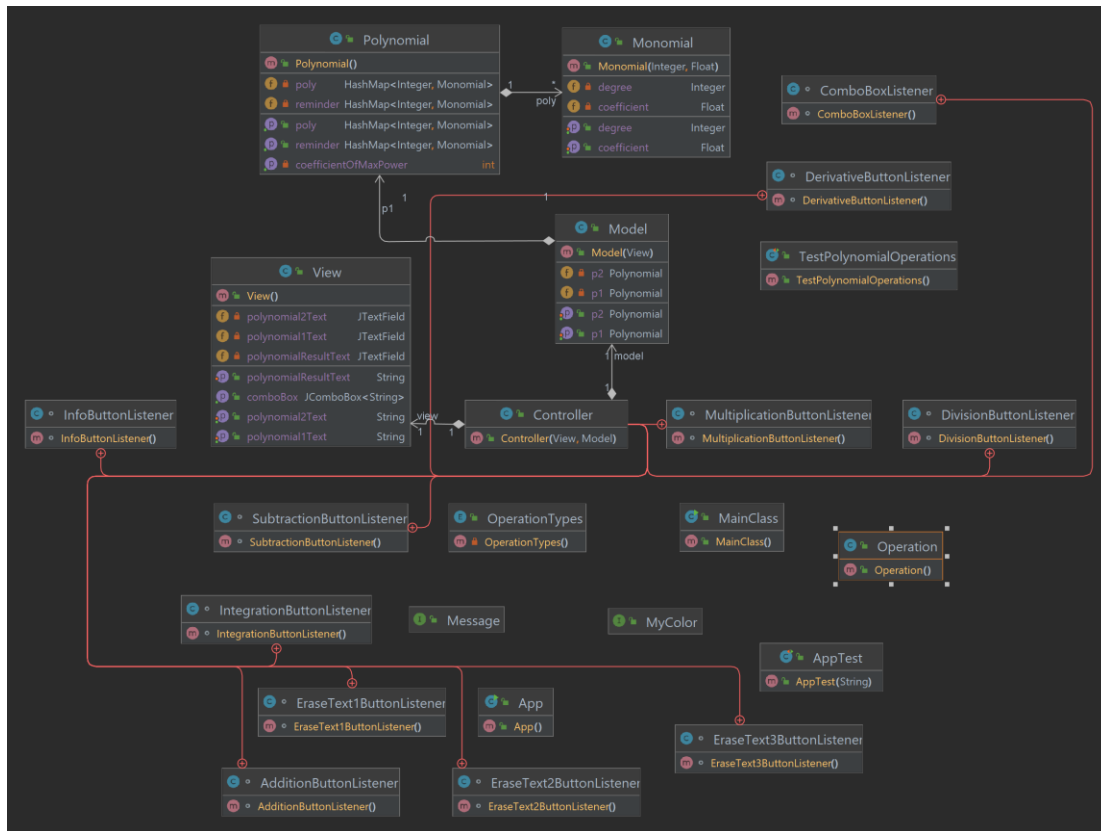 Polynomial
Polynomial()
poly HashMap<Integer, Monomial>
reminder HashMap<Integer, Monomial>
poly HashMap<Integer, Monomial>
reminder HashMap<Integer, Monomial>
coefficientOfMaxPower int
1
*
poly
Monomial
Monomial(Integer, Float)
degree Integer
coefficient Float
degree Integer
coefficient Float
ComboBoxListener
ComboBoxListener()
DerivativeButtonListener
DerivativeButtonListener()
1
p1
1
Model
Model(View)
p2 Polynomial
p1 Polynomial
p2 Polynomial
p1 Polynomial
TestPolynomialOperations
TestPolynomialOperations()
View
View()
polynomial2Text JTextField
polynomial1Text JTextField
polynomialResultText JTextField
polynomialResultText String
comboBox JComboBox<String>
polynomial2Text String
polynomial1Text String
1 model
1
view
1
1
InfoButtonListener
InfoButtonListener()
Controller
Controller(View, Model)
MultiplicationButtonListener
MultiplicationButtonListener()
DivisionButtonListener
DivisionButtonListener()
SubtractionButtonListener
SubtractionButtonListener()
OperationTypes
OperationTypes()
MainClass
MainClass()
Operation
Operation()
IntegrationButtonListener
IntegrationButtonListener()
Message
MyColor
AppTest
AppTest(String)
EraseText1ButtonListener
EraseText1ButtonListener()
App
App()
EraseText3ButtonListener
EraseText3ButtonListener()
AdditionButtonListener
AdditionButtonListener()
EraseText2ButtonListener
EraseText2ButtonListener()